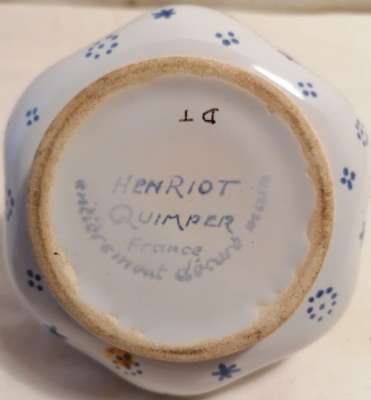 DT
HENRIOT
QUIMPER
France
entièrement décoré main